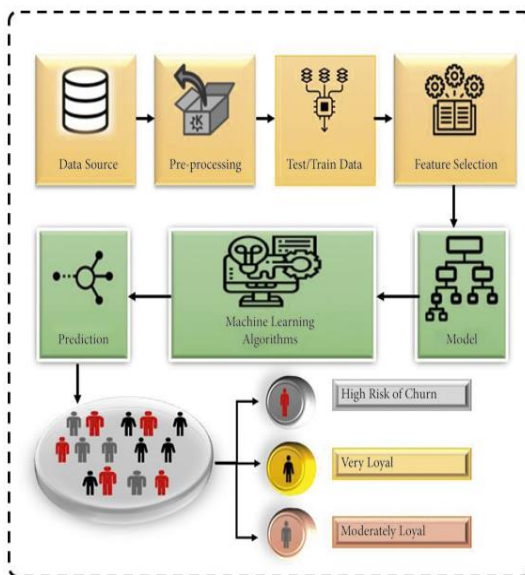 Data Source
Pre-processing
Test/Train Data
Feature Selection
Prediction
Machine Learning
Algorithms
Model
High Risk of Churn
Very Loyal
Moderately Loyal